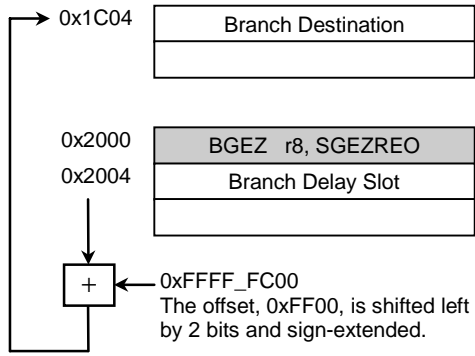 0x1C04 Branch Destination
0x2000 BGEZ r8, SGEZREO
0x2004 Branch Delay Slot
+ 0xFFFF_FC00
The offset, 0xFF00, is shifted left
by 2 bits and sign-extended.